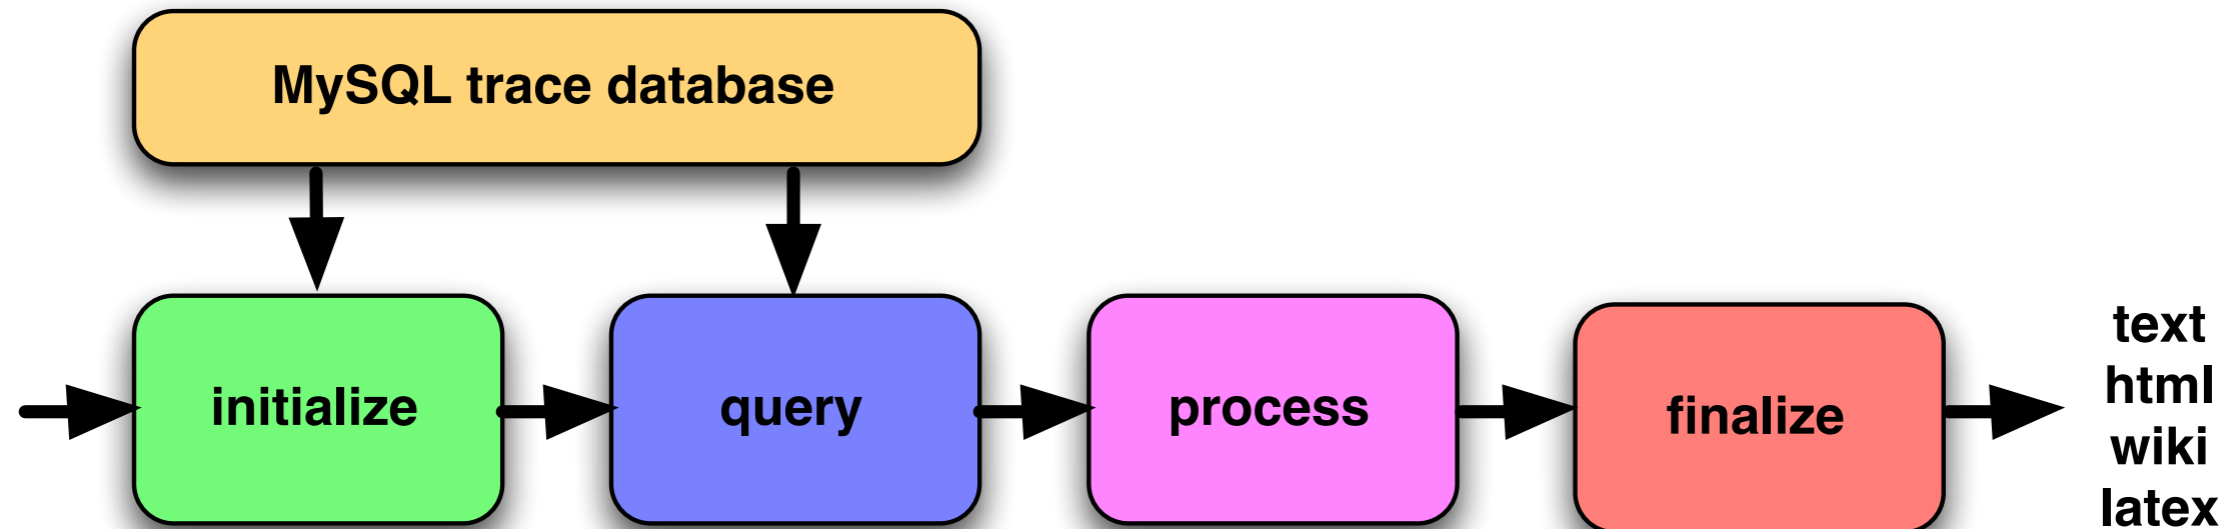 MySQL trace database
initialize
query
process
finalize
text
html
wiki
latex